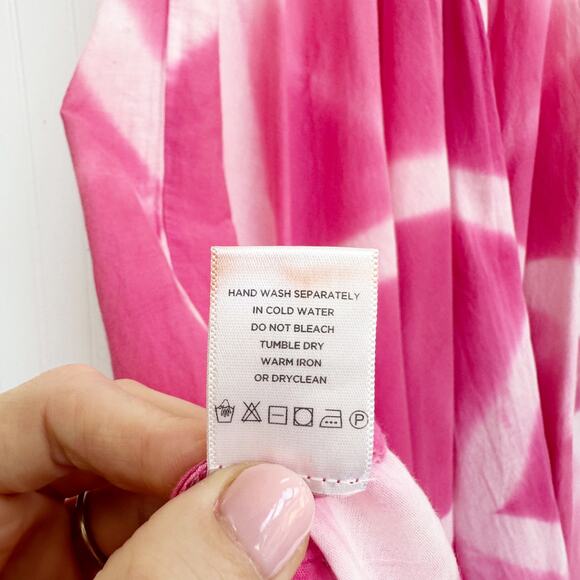 HAND WASH SEPARATELY
IN COLD WATER
DO NOT BLEACH
TUMBLE DRY
WARM IRON
OR DRYCLEAN
P